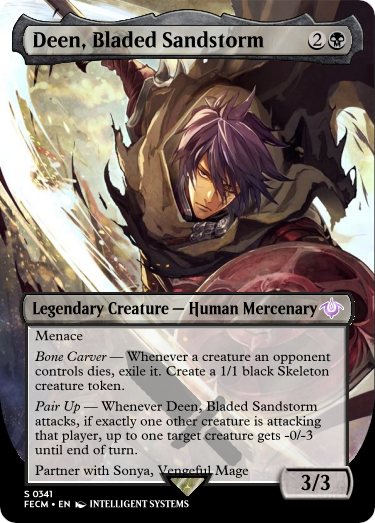 Deen, Bladed Sandstorm 2
Legendary Creature — Human Mercenary
Menace
Bone Carver — Whenever a creature an opponent
controls dies, exile it. Create a 1/1 black Skeleton
creature token.
Pair Up — Whenever Deen, Bladed Sandstorm
attacks, if exactly one other creature is attacking
that player, up to one target creature gets -0/-3
until end of turn.
Partner with Sonya, Vengeful Mage
3/3
S 0341
FECM • EN INTELLIGENT SYSTEMS